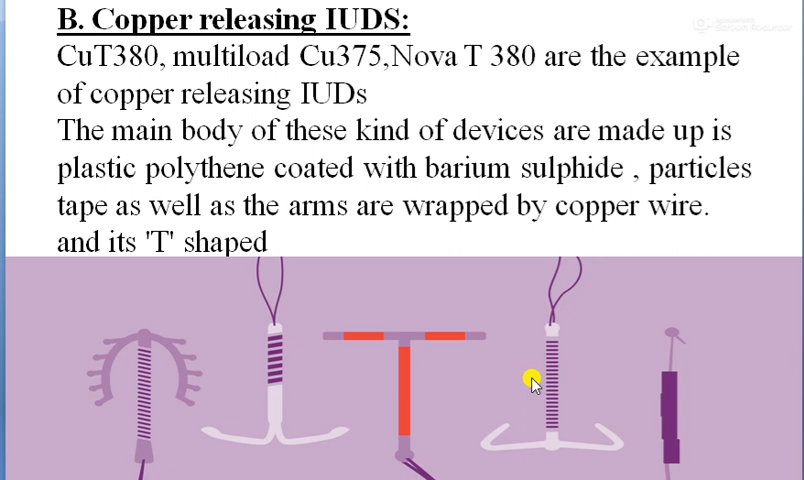 B. Copper releasing IUDS:
CuT380, multiload Cu375,Nova T 380 are the example
of copper releasing IUDs
The main body of these kind of devices are made up is
plastic polythene coated with barium sulphide , particles
tape as well as the arms are wrapped by copper wire.
and its 'T' shaped